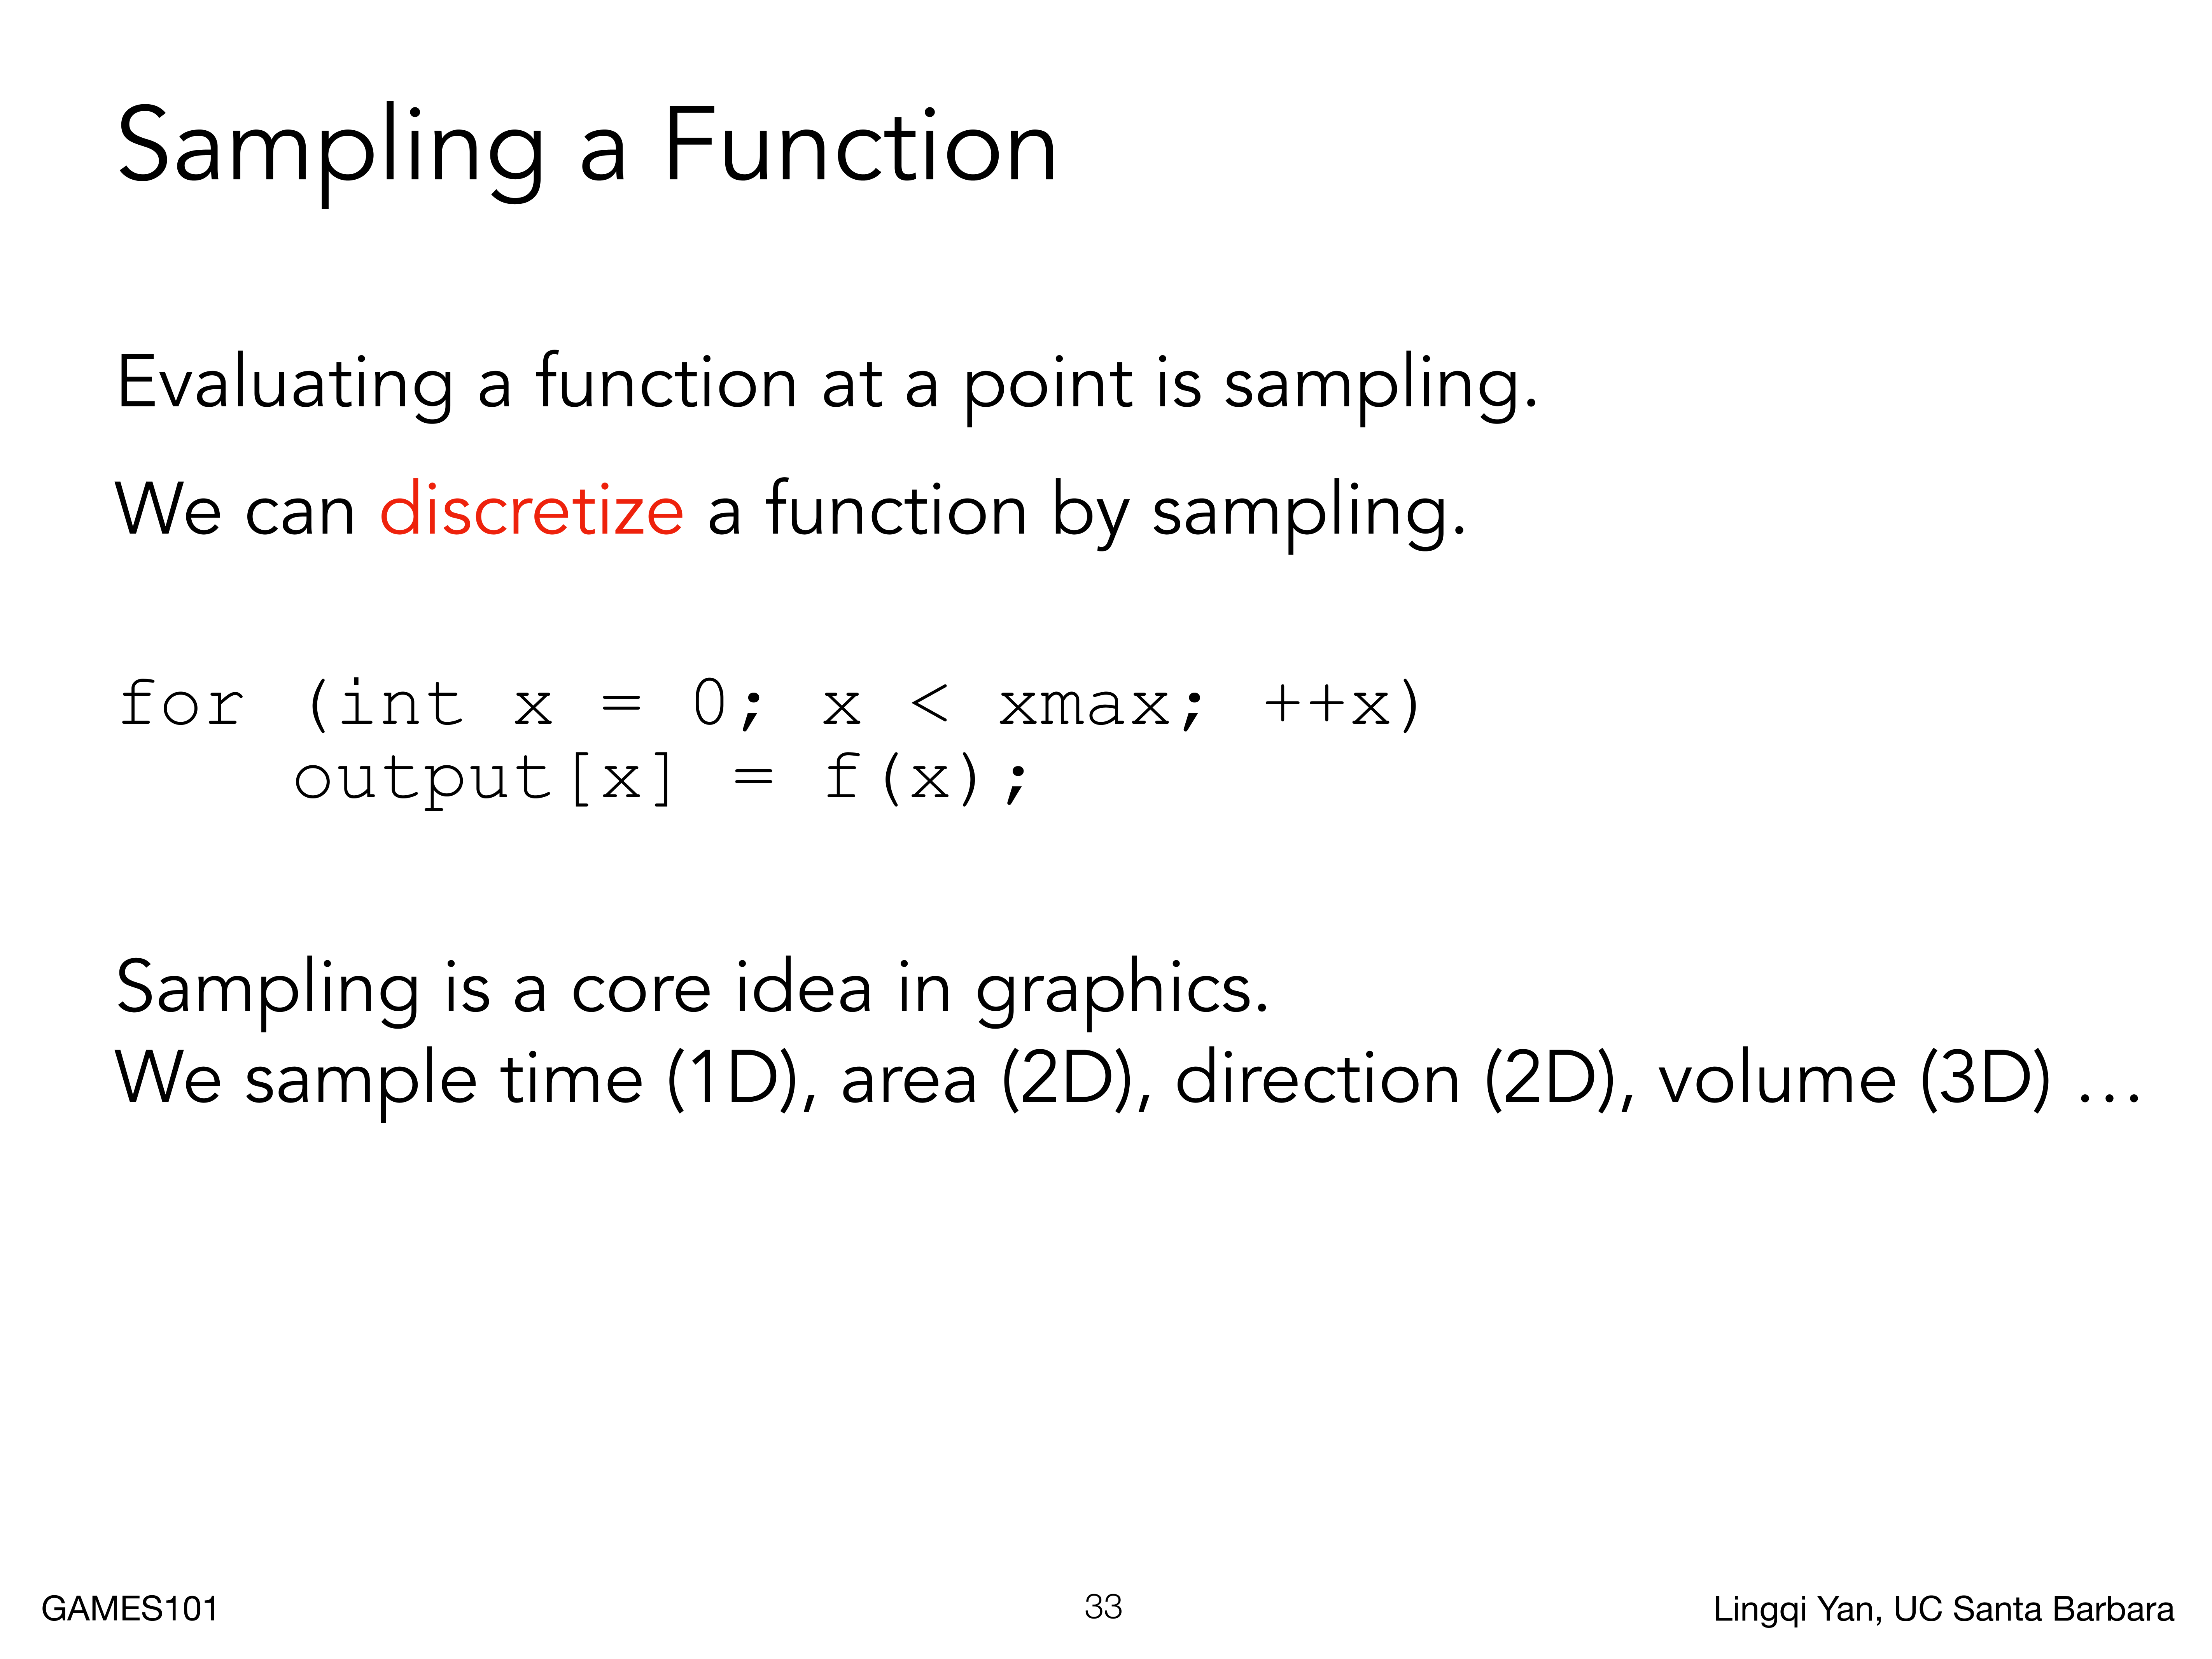 Sampling a Function
Evaluating a function at a point is sampling.
We can discretize a function by sampling.
for (int x = 0; x < xmax; ++x)
    output[x] = f(x);
Sampling is a core idea in graphics.
We sample time (1D), area (2D), direction (2D), volume (3D) …
GAMES101
33
Lingqi Yan, UC Santa Barbara